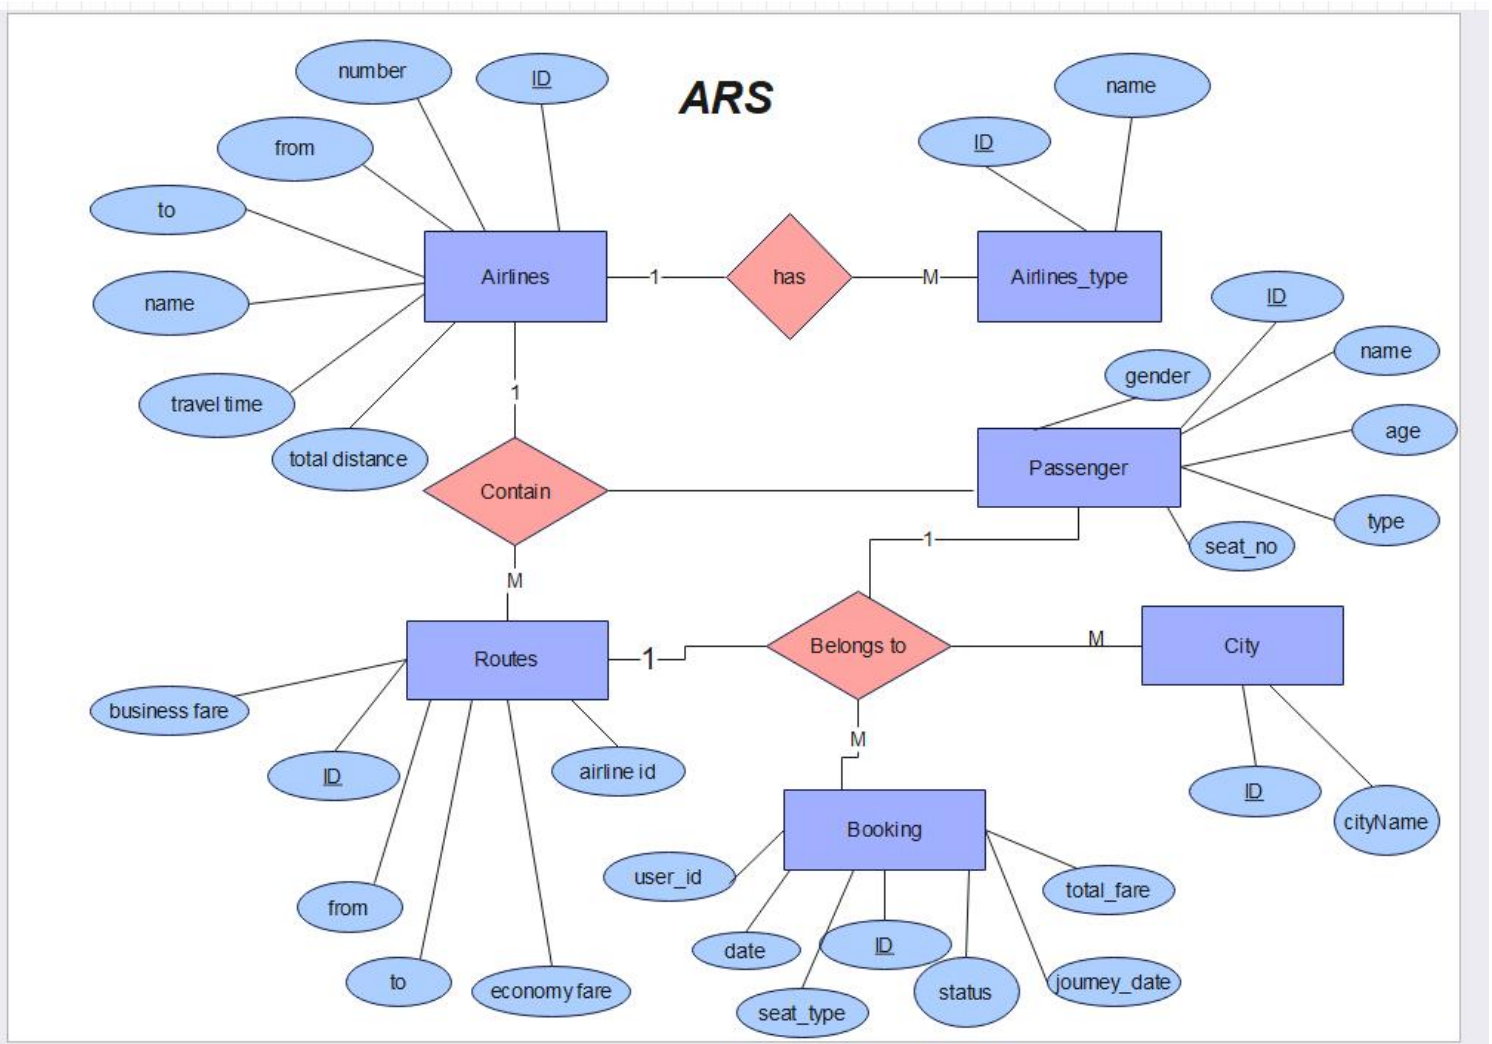 ARS
number
ID
from
to
name
travel time
total distance
Airlines
1
has
M
Airlines_type
ID
name
1
Contain
M
Passenger
gender
ID
name
age
type
seat_no
1
Routes
1
Belongs to
M
City
ID
cityName
business fare
ID
from
to
economy fare
airline id
M
Booking
user_id
date
seat_type
ID
status
journey_date
total_fare